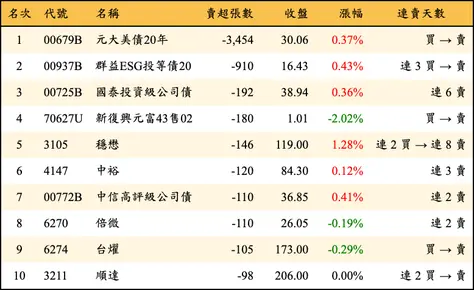 名次 代號 名稱 賣超張數 收盤 漲幅 連賣天數
1 00679B 元大美債20年 -3,454 30.06 0.37% 買 → 賣
2 00937B 群益ESG投等債20 -910 16.43 0.43% 連 3 買 → 賣
3 00725B 國泰投資級公司債 -192 38.94 0.36% 連 6 賣
4 70627U 新復興元富43售02 -180 1.01 -2.02% 買 → 賣
5 3105 穩懋 -146 119.00 1.28% 連 2 買 → 連 8 賣
6 4147 中裕 -120 84.30 0.12% 連 3 賣
7 00772B 中信高評級公司債 -110 36.85 0.41% 連 2 賣
8 6270 倍微 -110 26.05 -0.19% 連 2 賣
9 6274 台燿 -105 173.00 -0.29% 買 → 賣
10 3211 順達 -98 206.00 0.00% 連 2 買 → 賣